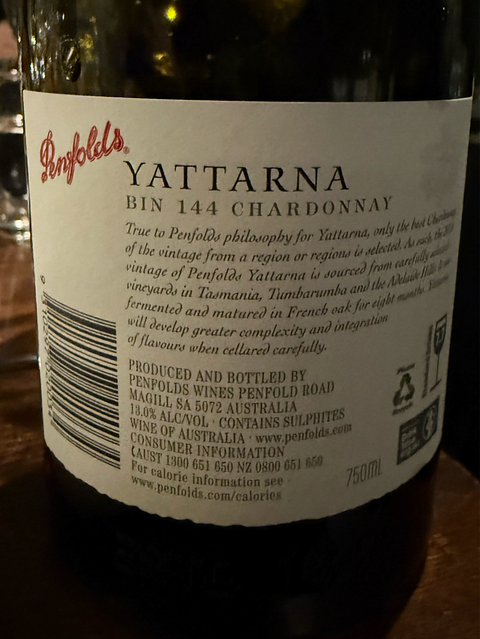 Penfolds
YATTARNA
BIN 144 CHARDONNAY
True to Penfolds philosophy for Yattarna, only the best Chardonnay
of the vintage from a region or regions is selected. As such, the
vintage of Penfolds Yattarna is sourced from carefully selected
vineyards in Tasmania, Tumbarumba and the Adelaide Hills.
fermented and matured in French oak for eight months. Yattarna
will develop greater complexity and integration
of flavours when cellared carefully.
PRODUCED AND BOTTLED BY
PENFOLDS WINES PENFOLD ROAD
MAGILL SA 5072 AUSTRALIA
13.0% ALC/VOL · CONTAINS SULPHITES
WINE OF AUSTRALIA · www.penfolds.com
CONSUMER INFORMATION
(AUST 1300 651 650 NZ 0800 651 650
For calorie information see -
www.penfolds.com/calories
750ML